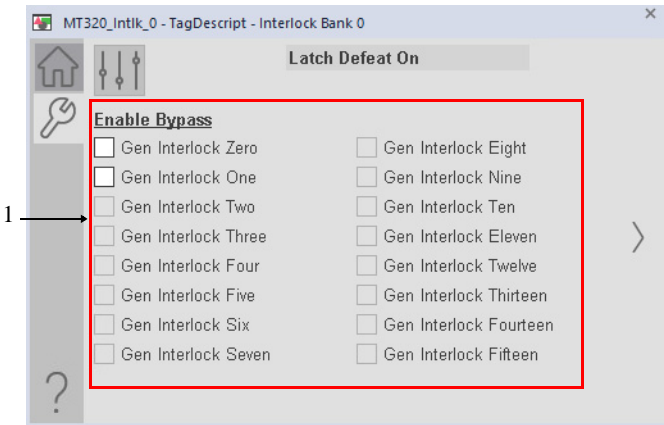 MT320_Intlk_0 - TagDescript - Interlock Bank 0
Latch Defeat On
Enable Bypass
Gen Interlock Zero
Gen Interlock One
Gen Interlock Two
Gen Interlock Three
Gen Interlock Four
Gen Interlock Five
Gen Interlock Six
Gen Interlock Seven
Gen Interlock Eight
Gen Interlock Nine
Gen Interlock Ten
Gen Interlock Eleven
Gen Interlock Twelve
Gen Interlock Thirteen
Gen Interlock Fourteen
Gen Interlock Fifteen
1
?